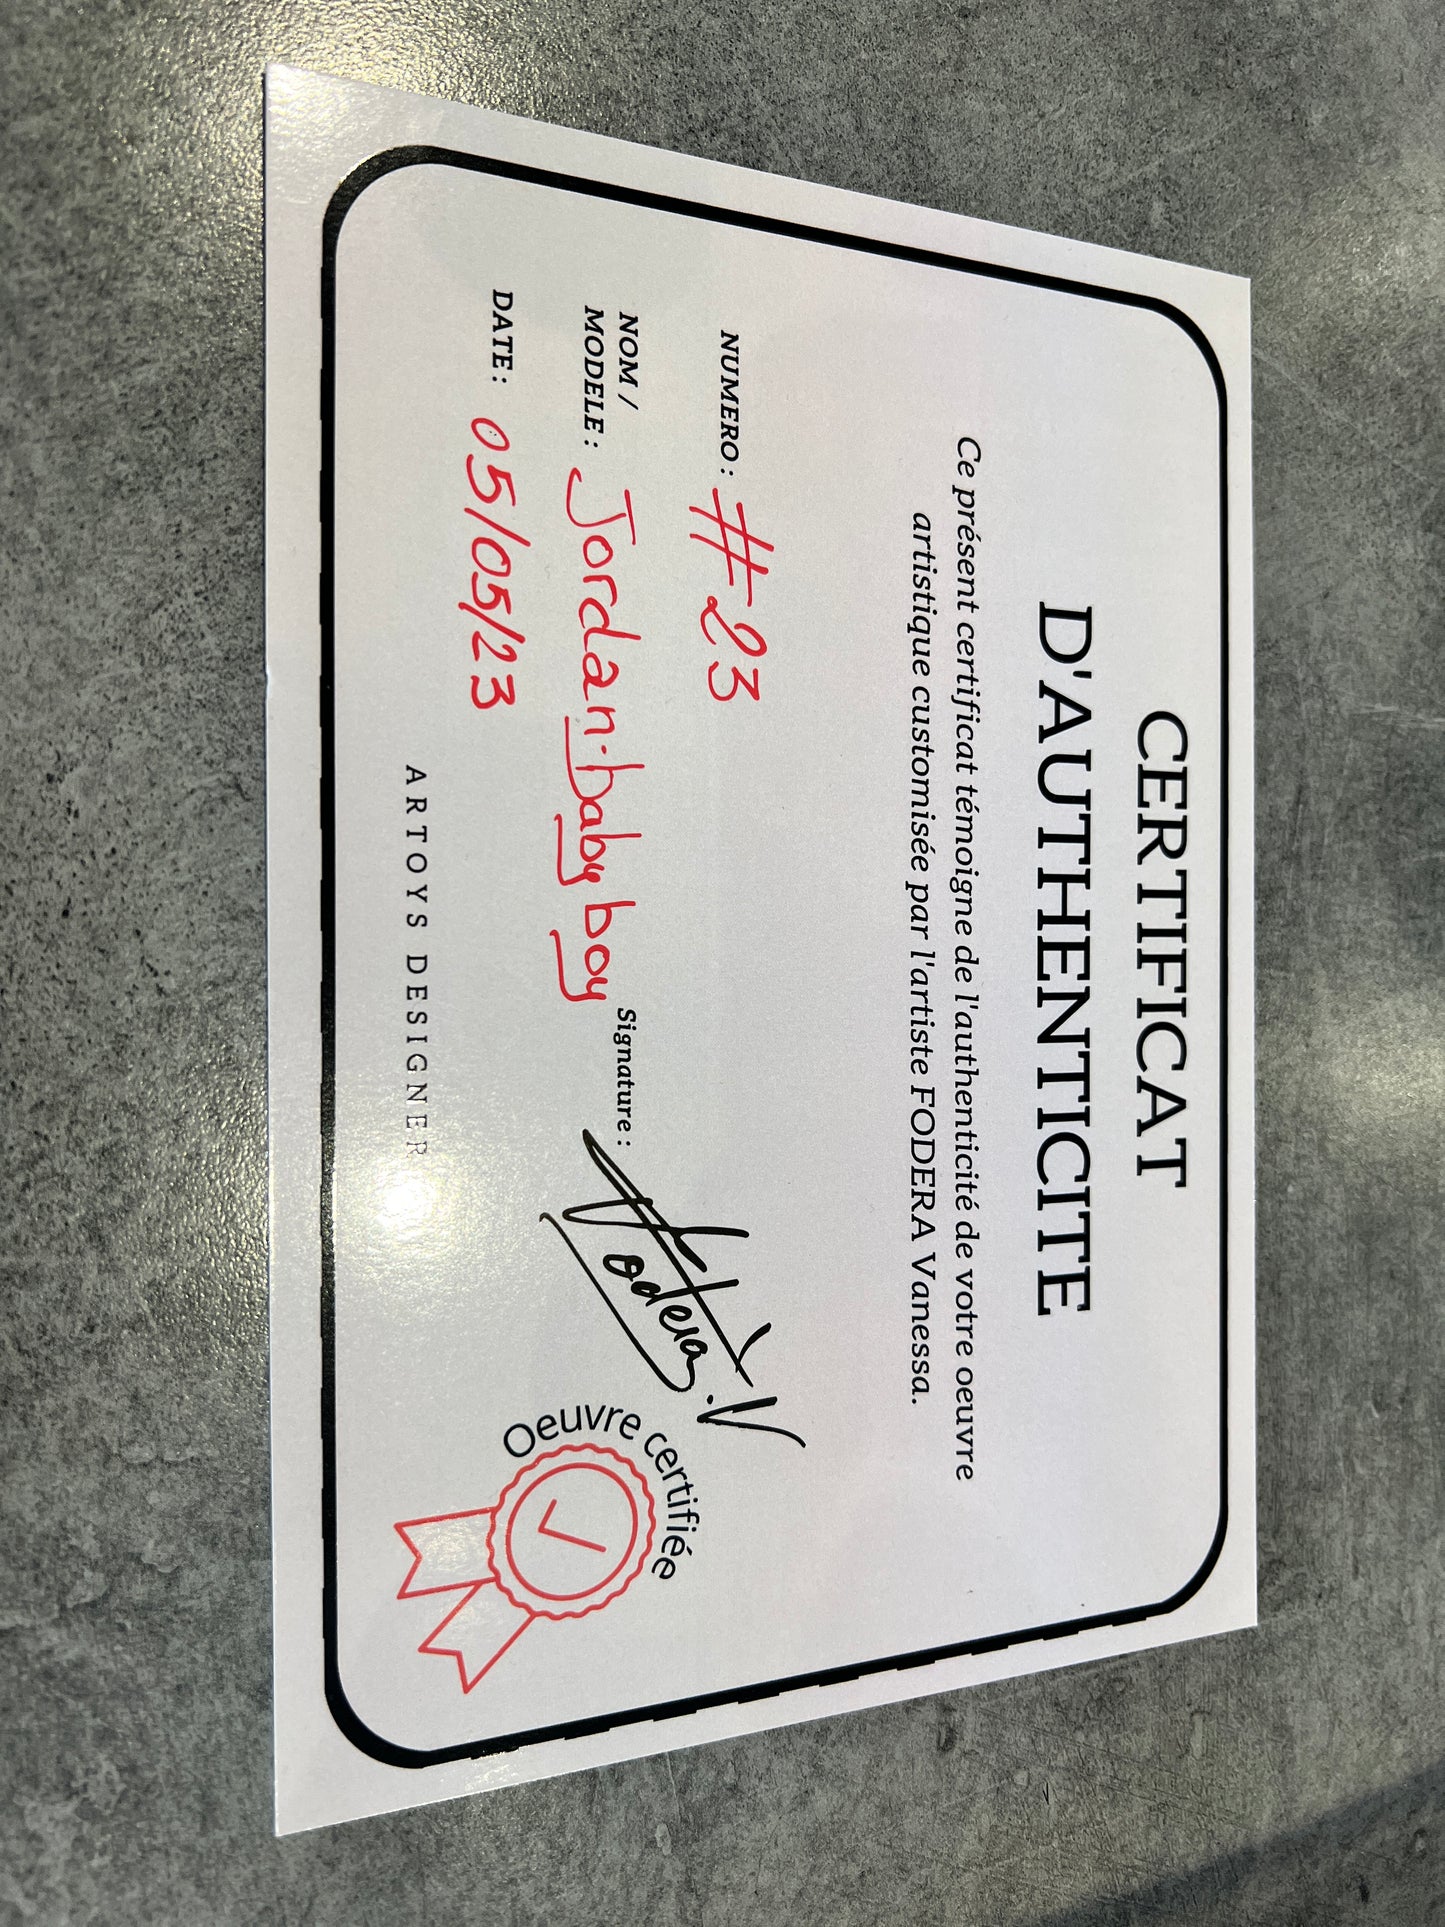 CERTIFICAT
D'AUTHENTICITE
Ce présent certificat témoigne de l'authenticité de votre oeuvre
artistique customisée par l'artiste FODERA Vanessa.
NUMERO : #23
NOM /
MODELE : Jordan.baby boy
Signature : Fodera.V
DATE : 05/05/23
Oeuvre certifiée
ARTOYS DESIGNER